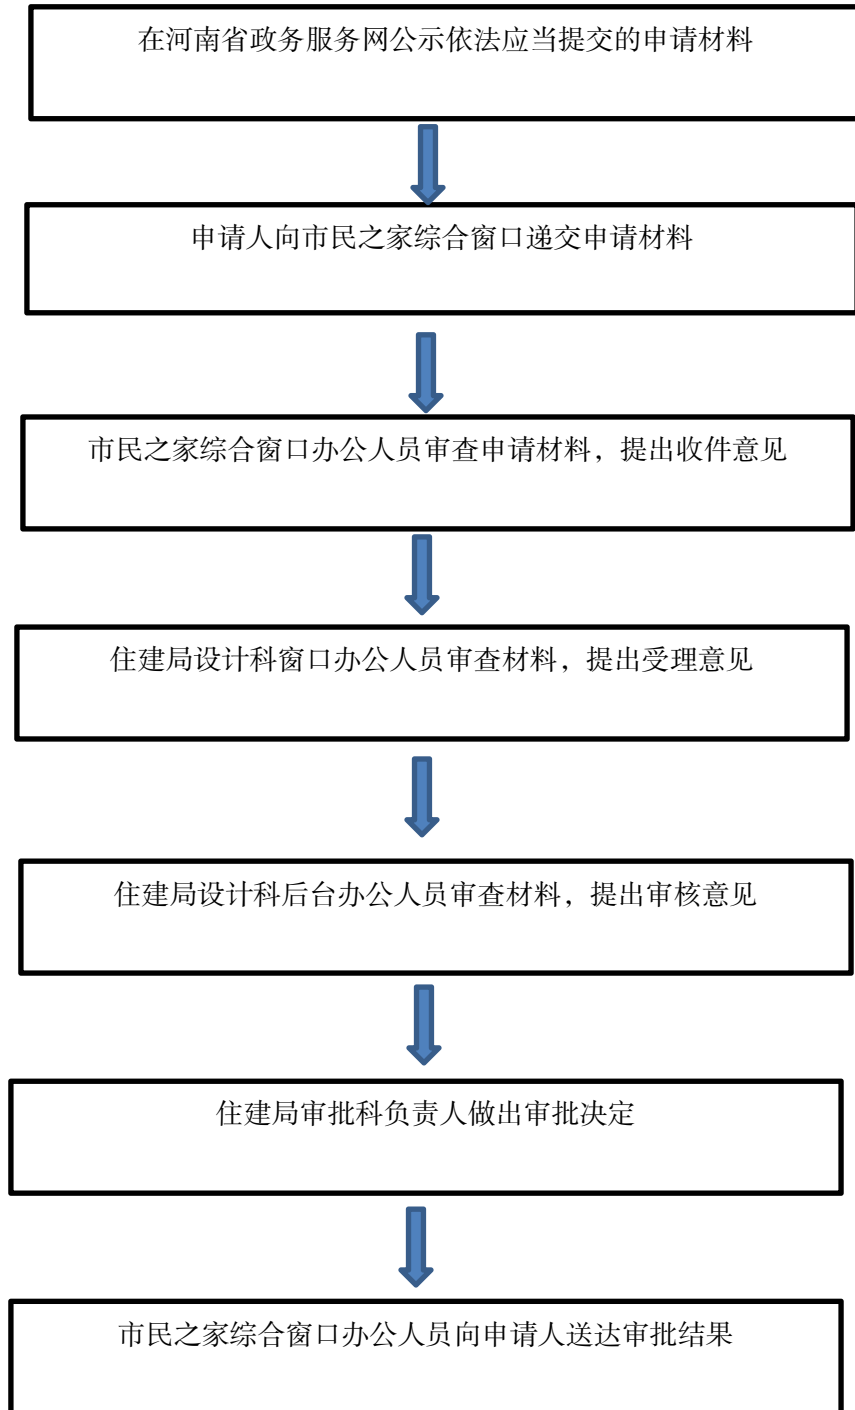 在河南省政务服务网公示依法应当提交的申请材料
申请人向市民之家综合窗口递交申请材料
市民之家综合窗口办公人员审查申请材料，提出收件意见
住建局设计科窗口办公人员审查材料，提出受理意见
住建局设计科后台办公人员审查材料，提出审核意见
住建局审批科负责人做出审批决定
市民之家综合窗口办公人员向申请人送达审批结果